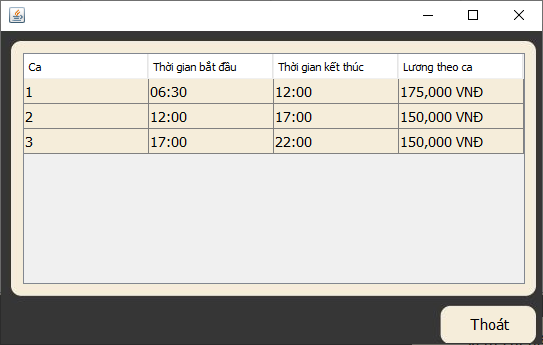 Ca Thời gian bắt đầu Thời gian kết thúc Lương theo ca
1 06:30 12:00 175,000 VNĐ
2 12:00 17:00 150,000 VNĐ
3 17:00 22:00 150,000 VNĐ
Thoát